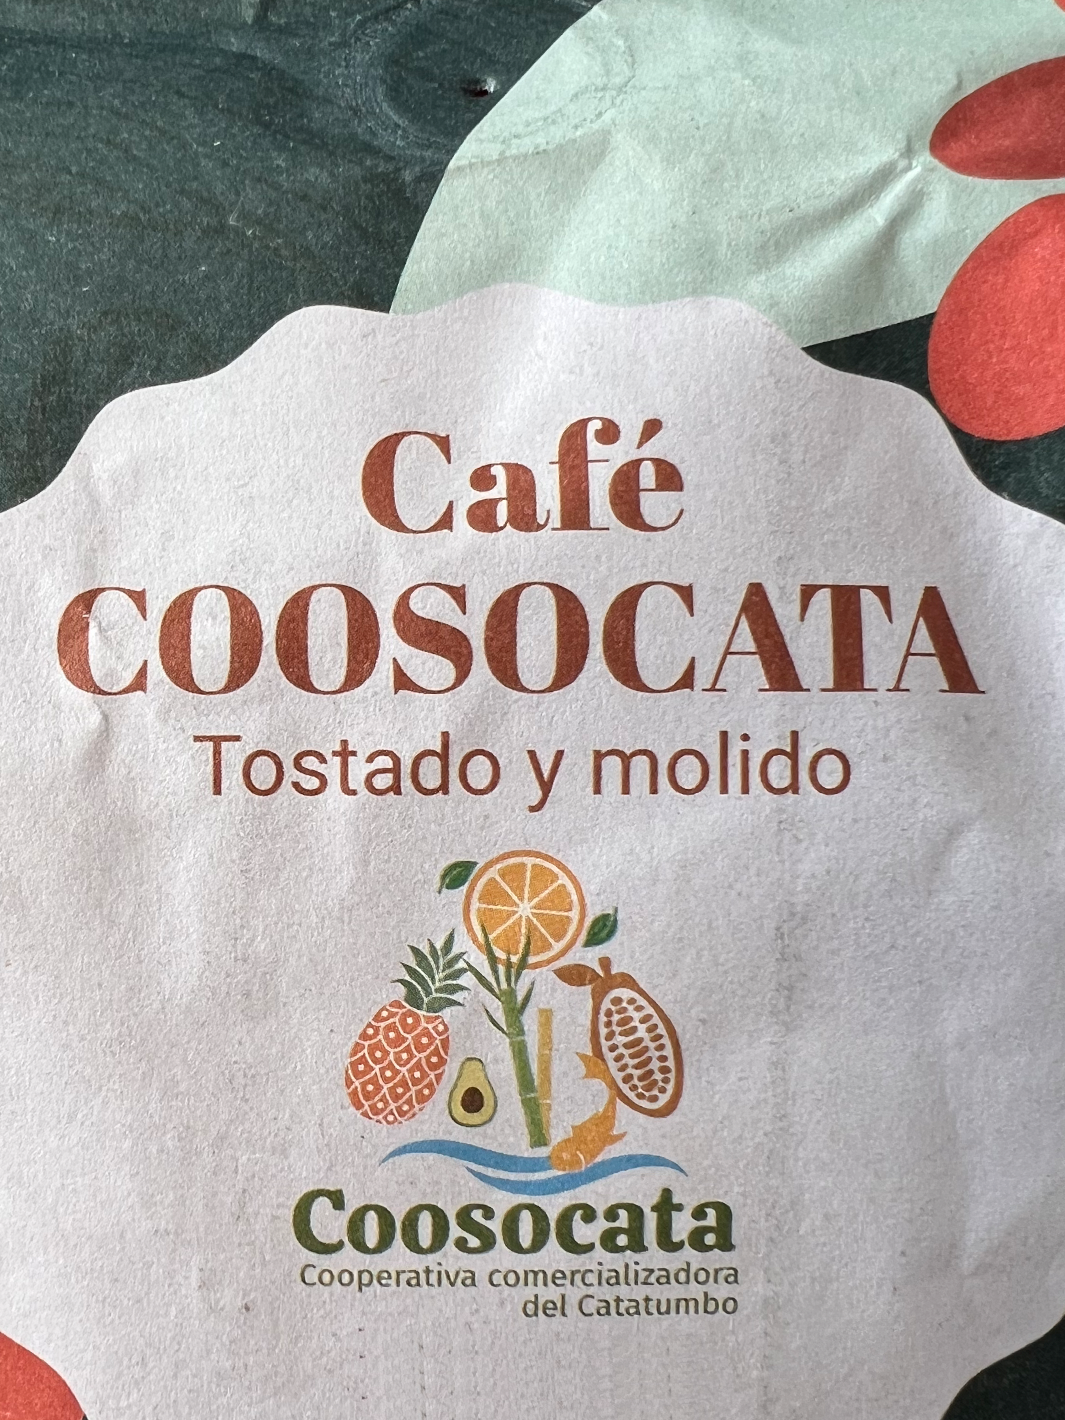 Café
COOSOCATA
Tostado y molido
Coosocata
Cooperativa comercializadora
del Catatumbo